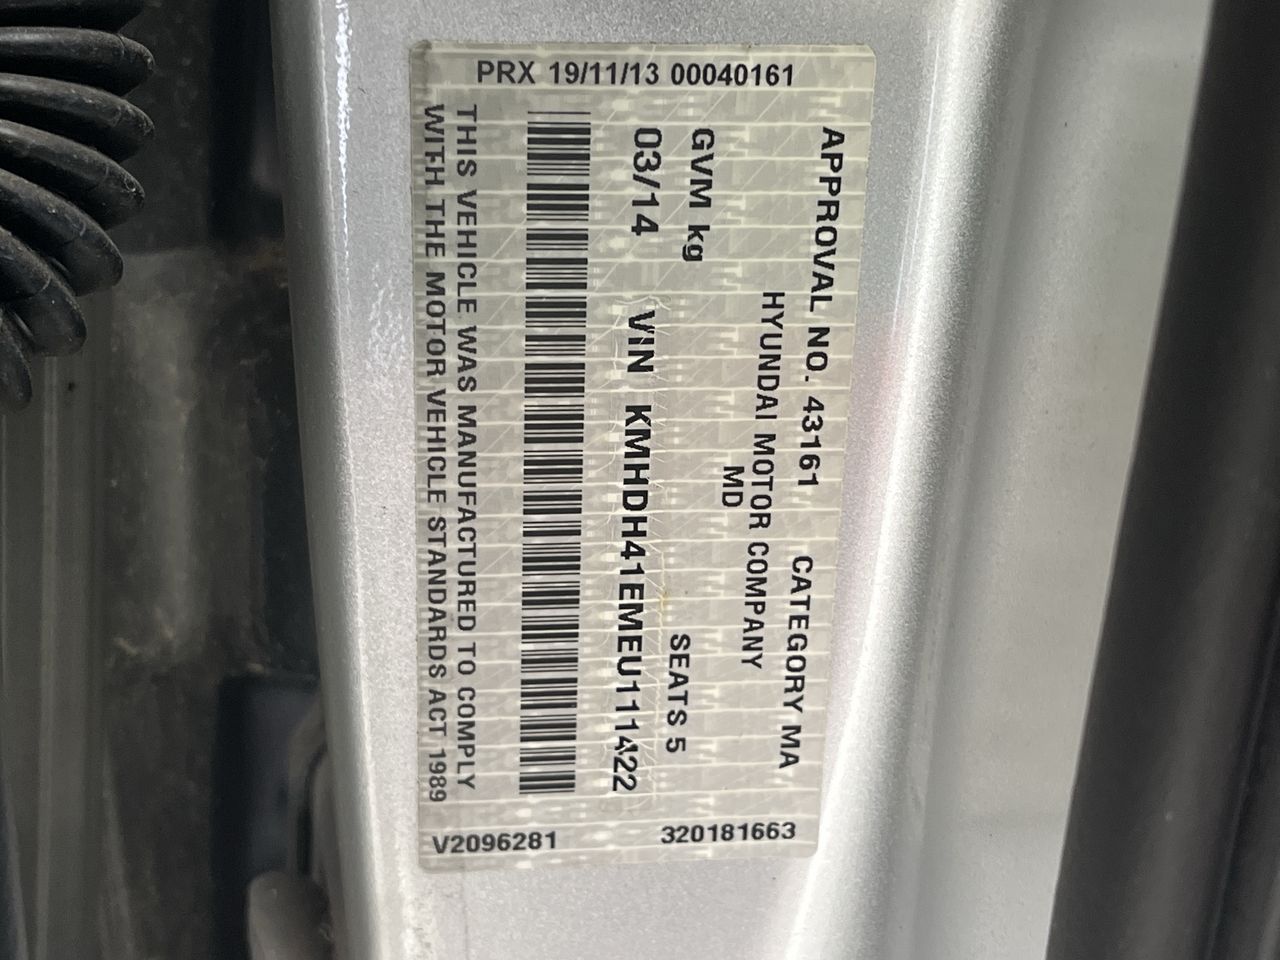 PRX 19/11/13 00040161
APPROVAL NO. 43161 CATEGORY MA
HYUNDAI MOTOR COMPANY
MD
GVM kg SEATS 5
03/14 VIN KMHDH41EMEU111422
THIS VEHICLE WAS MANUFACTURED TO COMPLY
WITH THE MOTOR VEHICLE STANDARDS ACT 1989
V2096281
320181663